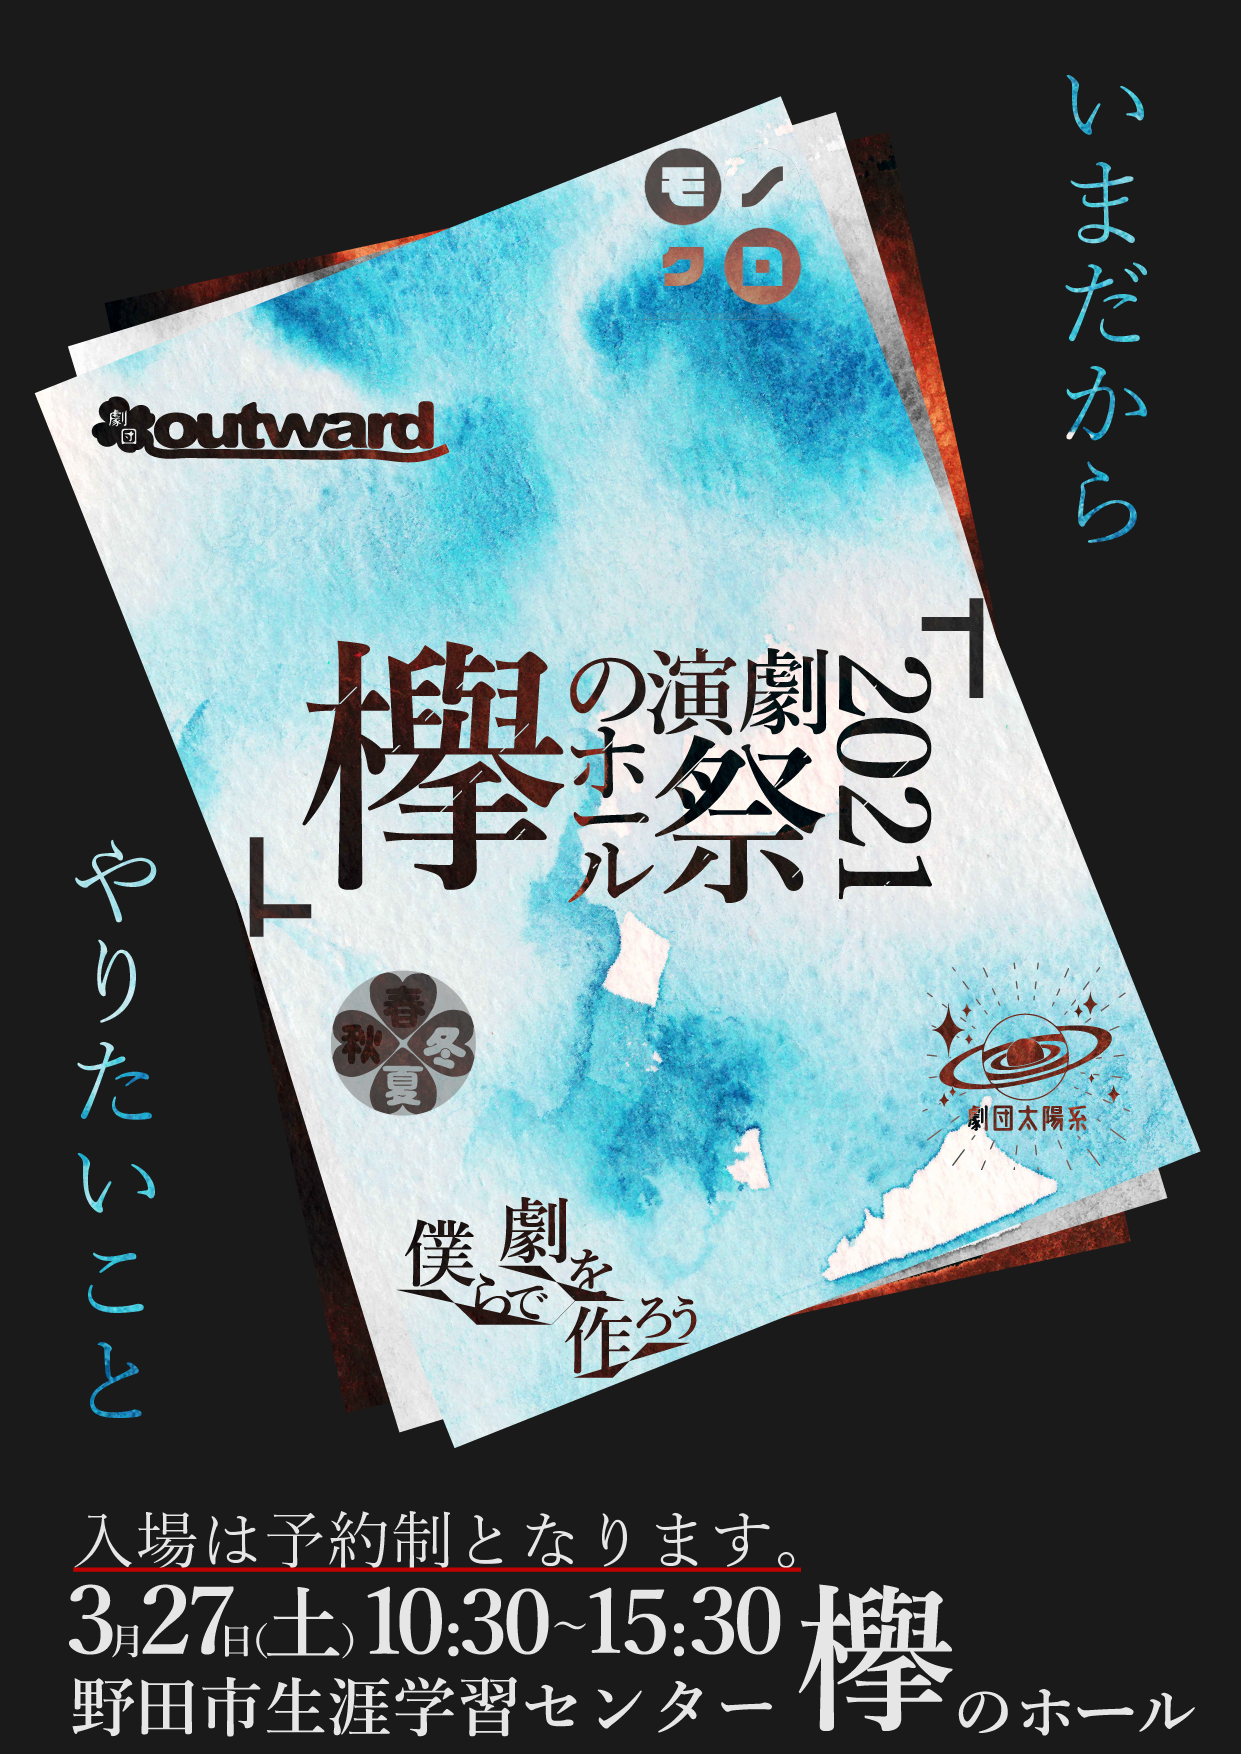 いまだから
モノ
クロ
劇団outward
欅のホール演劇祭2021
春
秋 冬
夏
劇団太陽系
僕らで劇を作ろう
やりたいこと
入場は予約制となります。
3月27日(土)10:30~15:30
野田市生涯学習センター 欅のホール